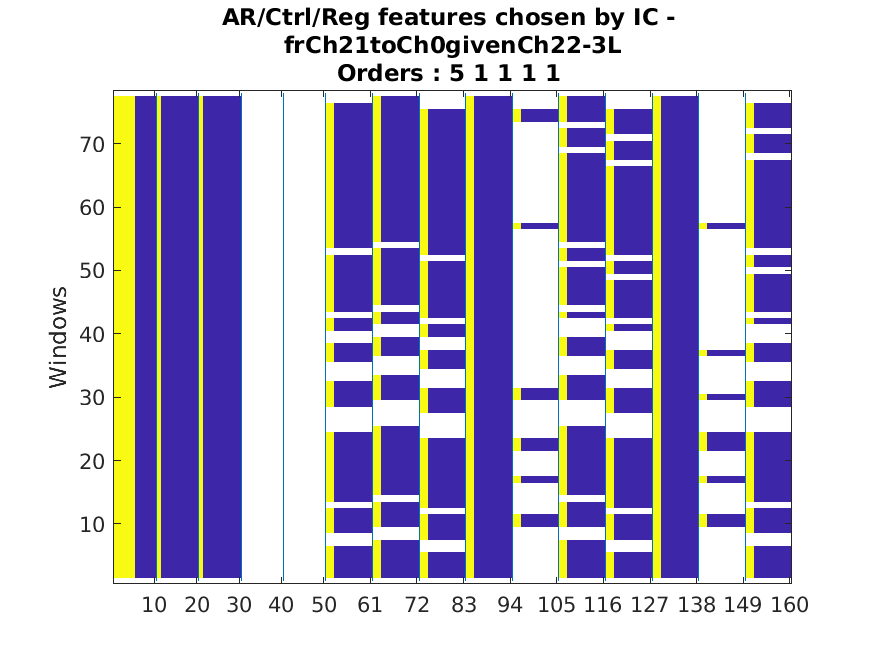 AR/Ctrl/Reg features chosen by IC -
frCh21toCh0givenCh22-3L
Orders : 5 1 1 1 1
70
60
50
40
30
20
10
Windows
10 20 30 40 50 61 72 83 94 105 116 127 138 149 160